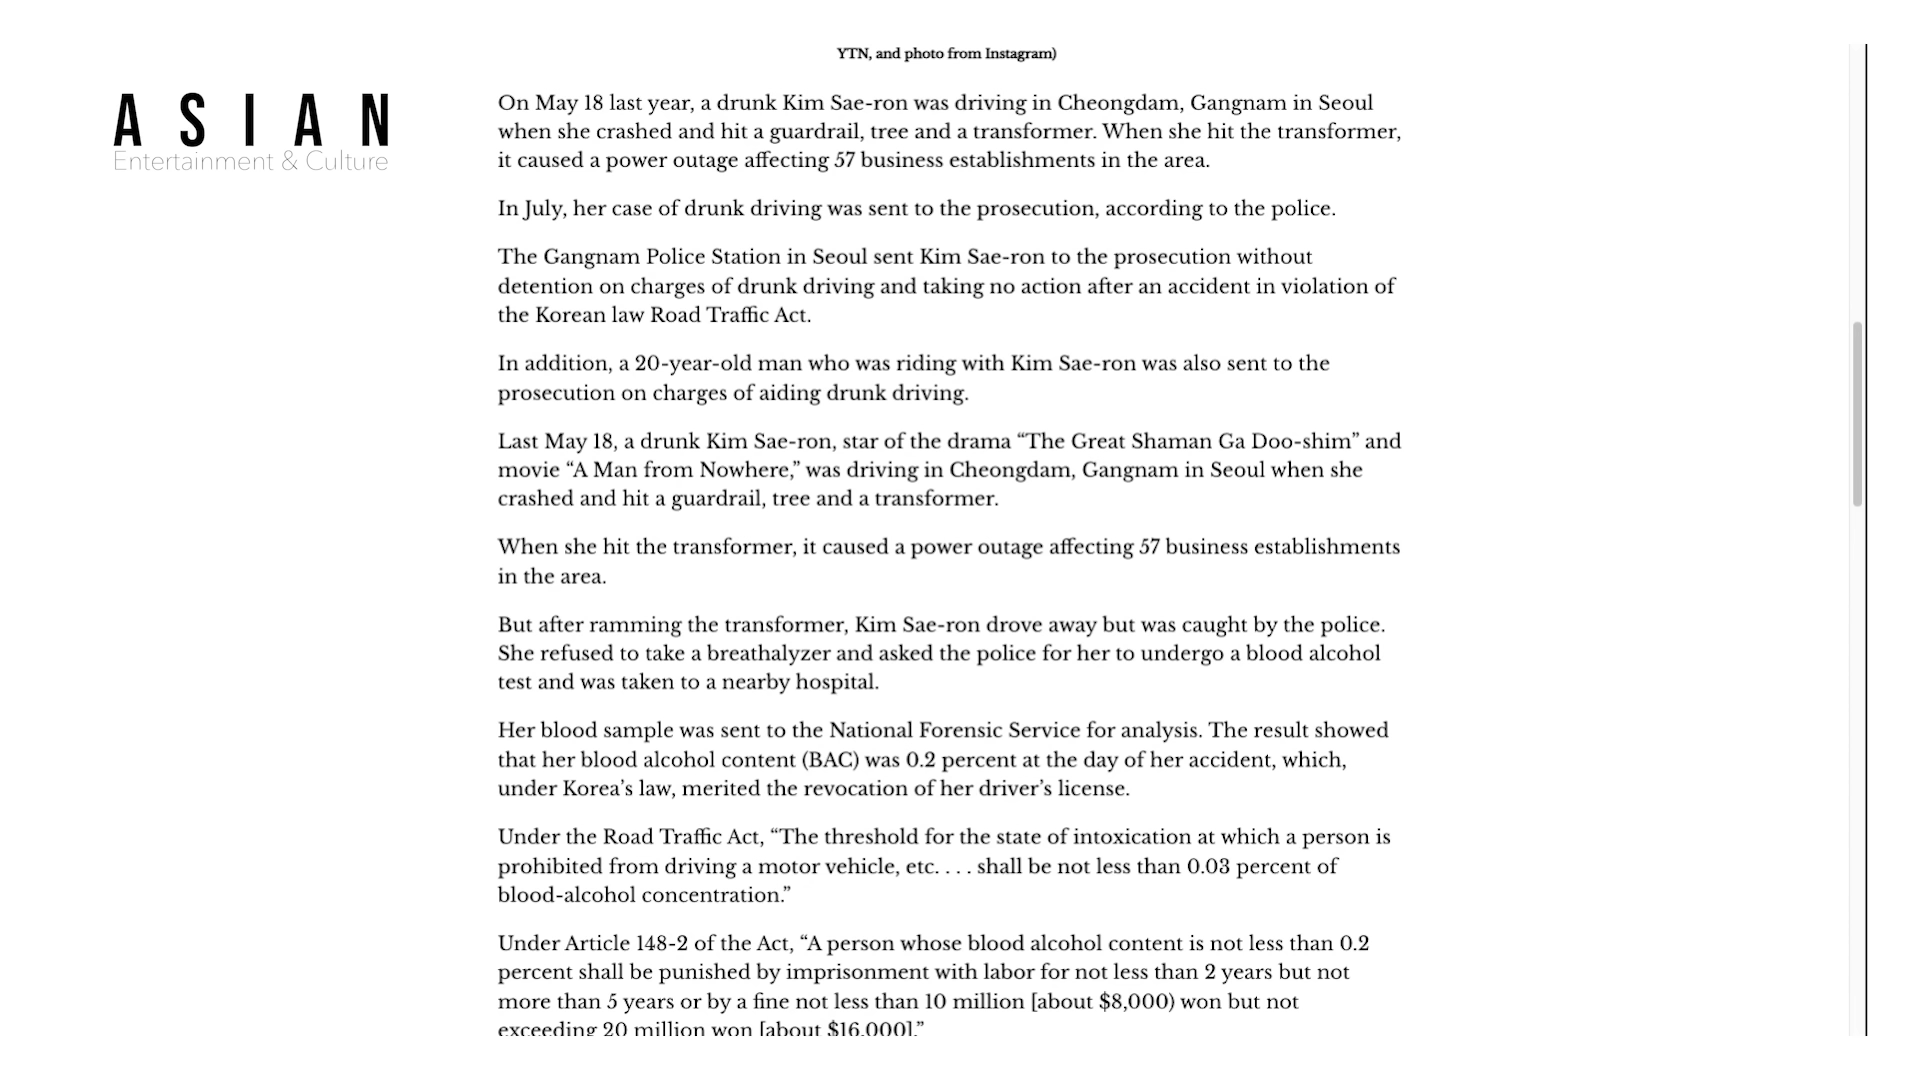 YTN, and photo from Instagram)
A S I A N
Entertainment & Culture
On May 18 last year, a drunk Kim Sae-ron was driving in Cheongdam, Gangnam in Seoul
when she crashed and hit a guardrail, tree and a transformer. When she hit the transformer,
it caused a power outage affecting 57 business establishments in the area.
In July, her case of drunk driving was sent to the prosecution, according to the police.
The Gangnam Police Station in Seoul sent Kim Sae-ron to the prosecution without
detention on charges of drunk driving and taking no action after an accident in violation of
the Korean law Road Traffic Act.
In addition, a 20-year-old man who was riding with Kim Sae-ron was also sent to the
prosecution on charges of aiding drunk driving.
Last May 18, a drunk Kim Sae-ron, star of the drama “The Great Shaman Ga Doo-shim” and
movie “A Man from Nowhere,” was driving in Cheongdam, Gangnam in Seoul when she
crashed and hit a guardrail, tree and a transformer.
When she hit the transformer, it caused a power outage affecting 57 business establishments
in the area.
But after ramming the transformer, Kim Sae-ron drove away but was caught by the police.
She refused to take a breathalyzer and asked the police for her to undergo a blood alcohol
test and was taken to a nearby hospital.
Her blood sample was sent to the National Forensic Service for analysis. The result showed
that her blood alcohol content (BAC) was 0.2 percent at the day of her accident, which,
under Korea’s law, merited the revocation of her driver’s license.
Under the Road Traffic Act, “The threshold for the state of intoxication at which a person is
prohibited from driving a motor vehicle, etc. . . . shall be not less than 0.03 percent of
blood-alcohol concentration.”
Under Article 148-2 of the Act, “A person whose blood alcohol content is not less than 0.2
percent shall be punished by imprisonment with labor for not less than 2 years but not
more than 5 years or by a fine not less than 10 million [about $8,000) won but not
exceeding 20 million won [about $16,000].”